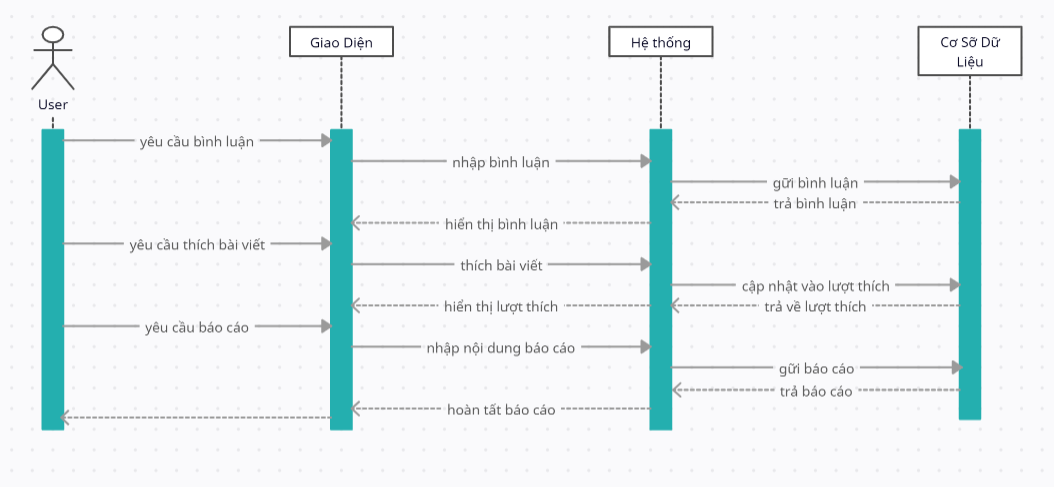 Giao Diện
Hệ thống
Cơ Sỡ Dữ
Liệu
User
yêu cầu bình luận
nhập bình luận
gửi bình luận
trả bình luận
hiển thị bình luận
yêu cầu thích bài viết
thích bài viết
cập nhật vào lượt thích
trả về lượt thích
hiển thị lượt thích
yêu cầu báo cáo
nhập nội dung báo cáo
gửi báo cáo
trả báo cáo
hoàn tất báo cáo